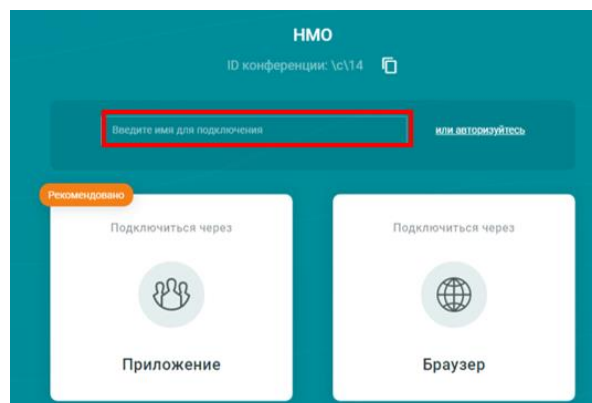 НМО
ID конференции: \c\14
Введите имя для подключения
или авторизуйтесь
Рекомендовано
Подключиться через
Приложение
Подключиться через
Браузер